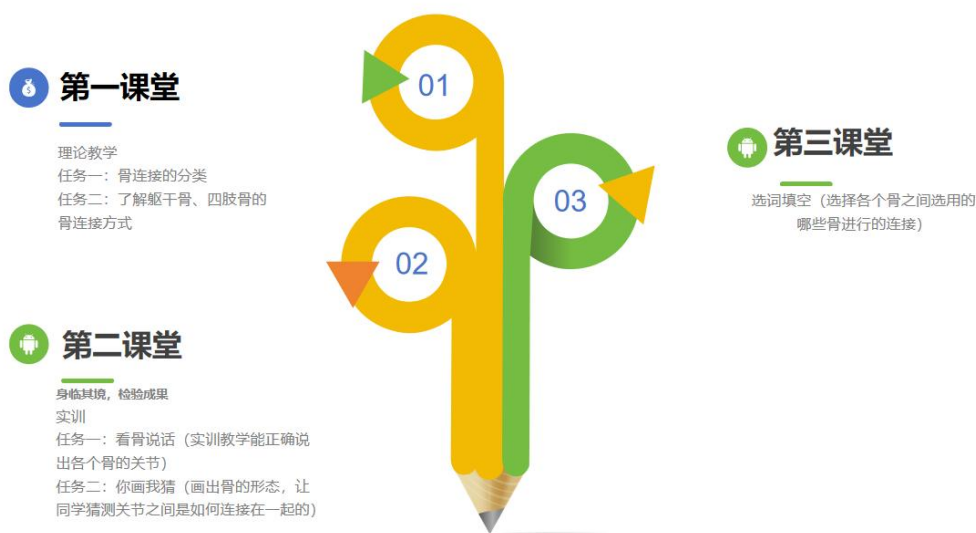 第一课堂
理论教学
任务一：骨连接的分类
任务二：了解躯干骨、四肢骨的
骨连接方式
01
02
03
第二课堂
身临其境，检验成果
实训
任务一：看骨说话（实训教学能正确说
出各个骨的关节）
任务二：你画我猜（画出骨的形态，让
同学猜测关节之间是如何连接在一起的）
第三课堂
选词填空（选择各个骨之间选用的
哪些骨进行的连接）